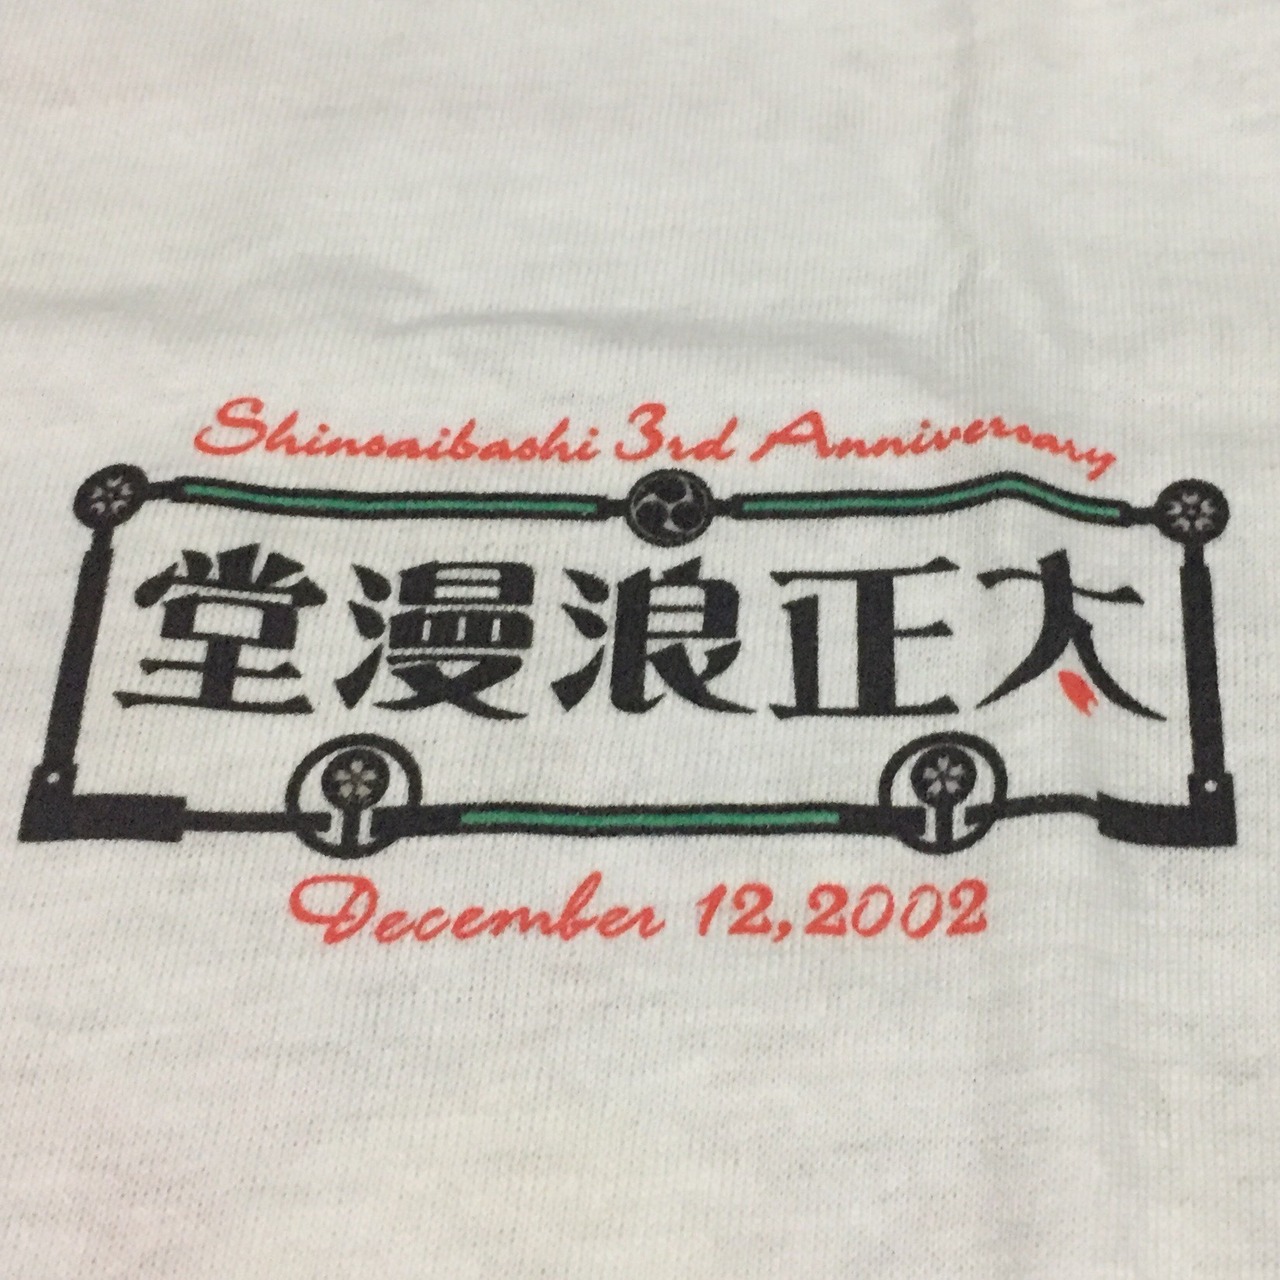 Shinsaibashi 3rd Anniversary
太正浪漫堂
December 12,2002